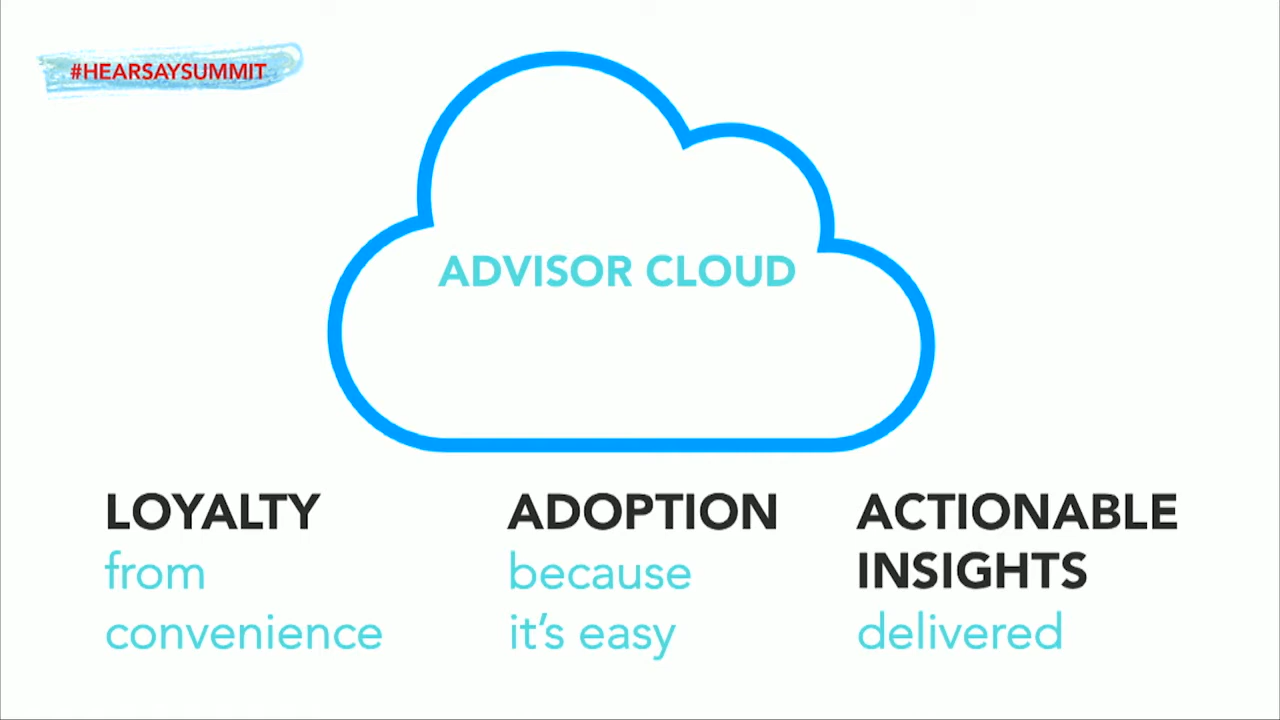 #HEARSAYSUMMIT
ADVISOR CLOUD
LOYALTY
from
convenience
ADOPTION
because
it's easy
ACTIONABLE
INSIGHTS
delivered